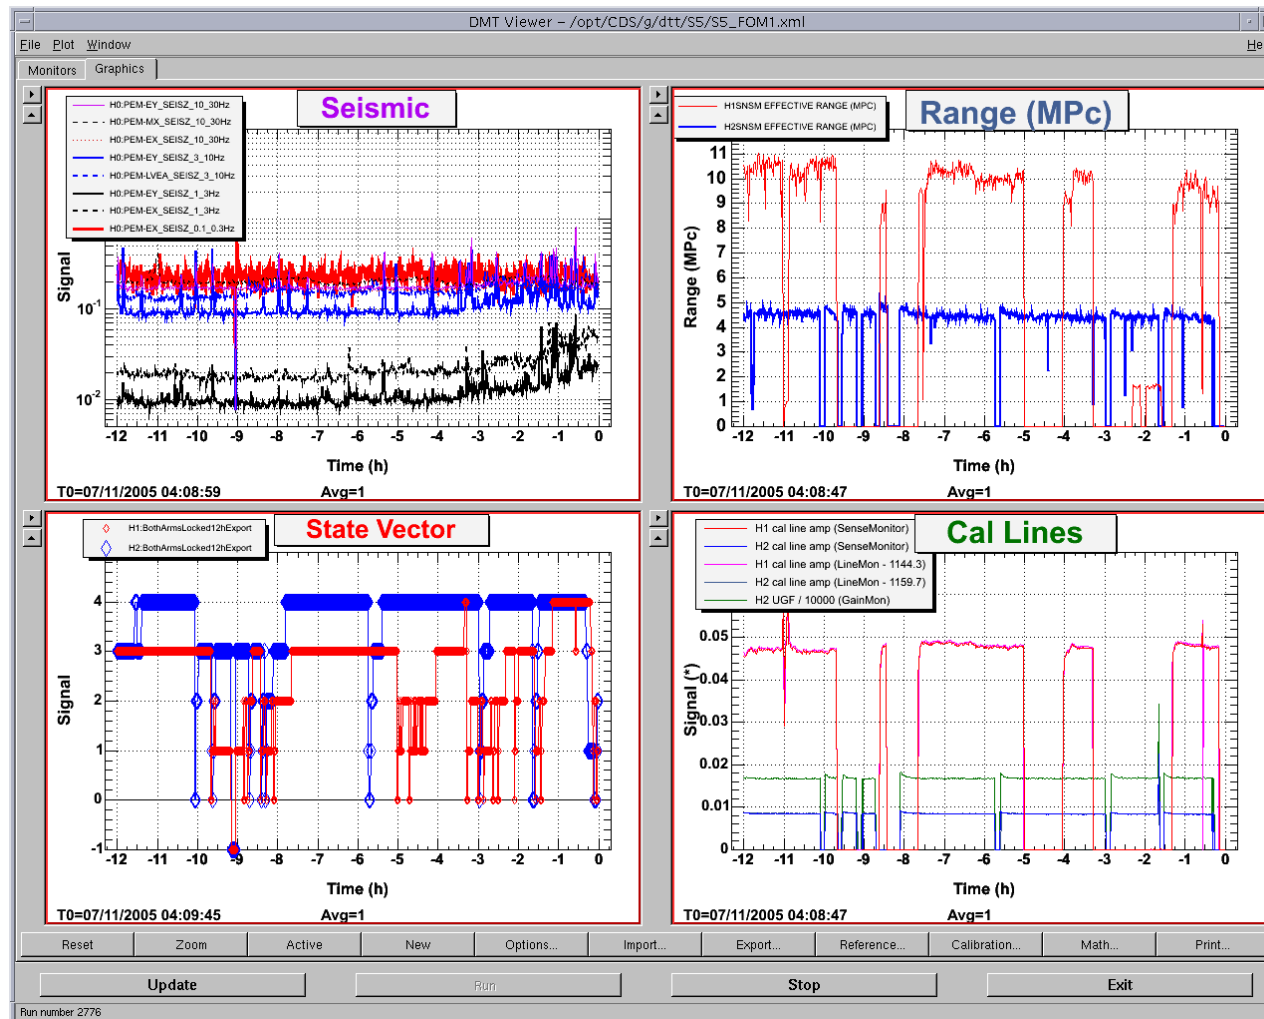 DMT Viewer – /opt/CDS/g/dtt/S5/S5_FOM1.xml
File Plot Window He
Monitors Graphics
Seismic
H0:PEM-EY_SEISZ_10_30Hz
H0:PEM-MX_SEISZ_10_30Hz
H0:PEM-EX_SEISZ_10_30Hz
H0:PEM-EY_SEISZ_3_10Hz
H0:PEM-LVEA_SEISZ_3_10Hz
H0:PEM-EY_SEISZ_1_3Hz
H0:PEM-EX_SEISZ_1_3Hz
H0:PEM-EX_SEISZ_0.1_0.3Hz
Signal
10-1
10-2
-12 -11 -10 -9 -8 -7 -6 -5 -4 -3 -2 -1 0
Time (h)
T0=07/11/2005 04:08:59 Avg=1
Range (MPc)
H1SNSM EFFECTIVE RANGE (MPC)
H2SNSM EFFECTIVE RANGE (MPC)
Range (MPc)
11
10
9
8
7
6
5
4
3
2
1
0
-12 -11 -10 -9 -8 -7 -6 -5 -4 -3 -2 -1 0
Time (h)
T0=07/11/2005 04:08:47 Avg=1
State Vector
H1:BothArmsLocked12hExport
H2:BothArmsLocked12hExport
Signal
4
3
2
1
0
-1
-12 -11 -10 -9 -8 -7 -6 -5 -4 -3 -2 -1 0
Time (h)
T0=07/11/2005 04:09:45 Avg=1
Cal Lines
H1 cal line amp (SenseMonitor)
H2 cal line amp (SenseMonitor)
H1 cal line amp (LineMon - 1144.3)
H2 cal line amp (LineMon - 1159.7)
H2 UGF / 10000 (GainMon)
Signal (*)
0.05
0.04
0.03
0.02
0.01
0
-12 -11 -10 -9 -8 -7 -6 -5 -4 -3 -2 -1 0
Time (h)
T0=07/11/2005 04:08:47 Avg=1
Reset Zoom Active New Options... Import... Export... Reference... Calibration... Math... Print...
Update Run Stop Exit
Run number 2776